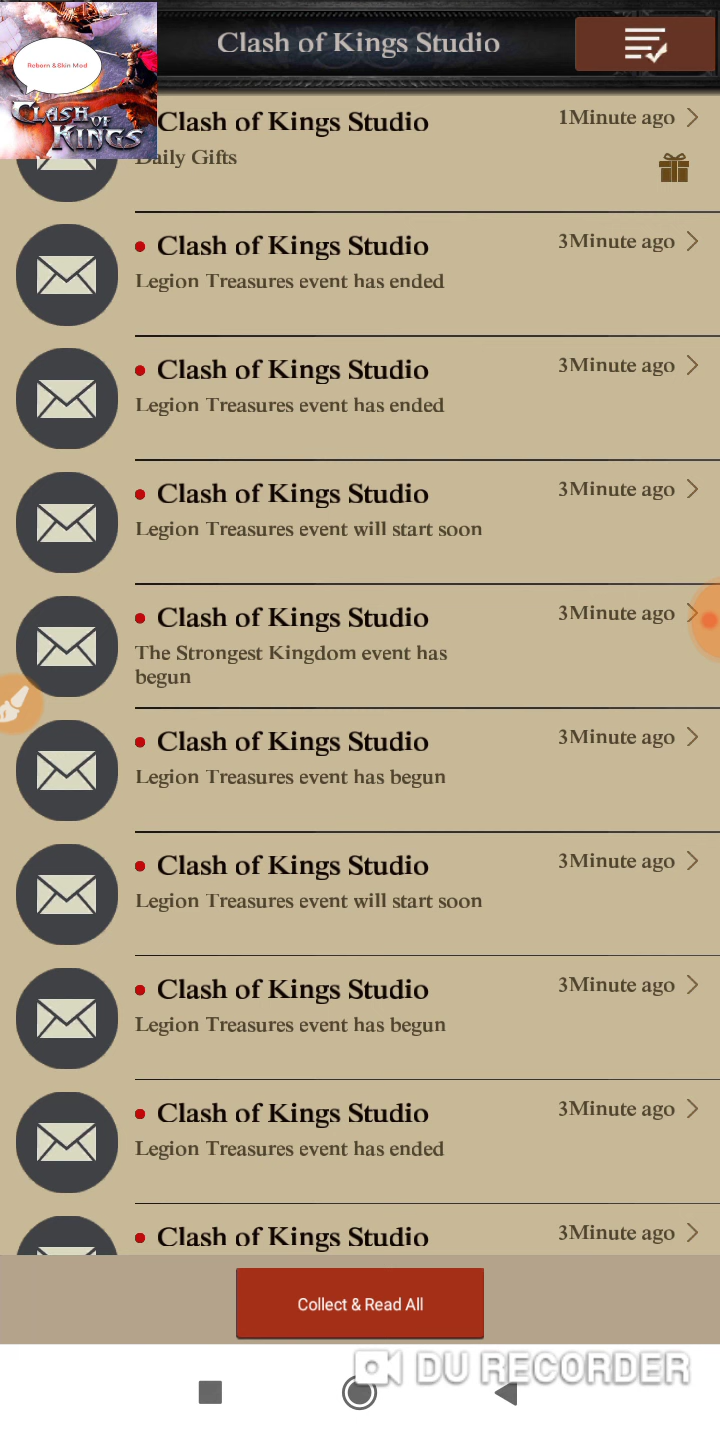 Clash of Kings Studio
Reborn & Skin Mod
CLASH OF
KINGS
Clash of Kings Studio
1Minute ago
Daily Gifts
Clash of Kings Studio
3Minute ago
Legion Treasures event has ended
Clash of Kings Studio
3Minute ago
Legion Treasures event has ended
Clash of Kings Studio
3Minute ago
Legion Treasures event will start soon
Clash of Kings Studio
3Minute ago
The Strongest Kingdom event has
begun
Clash of Kings Studio
3Minute ago
Legion Treasures event has begun
Clash of Kings Studio
3Minute ago
Legion Treasures event will start soon
Clash of Kings Studio
3Minute ago
Legion Treasures event has begun
Clash of Kings Studio
3Minute ago
Legion Treasures event has ended
Clash of Kings Studio
3Minute ago
Collect & Read All
DU RECORDER